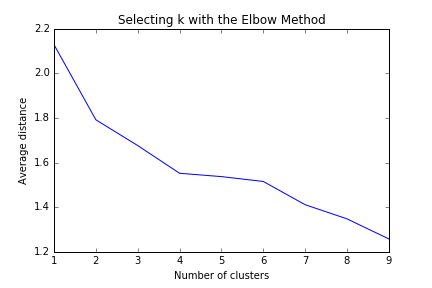 Selecting k with the Elbow Method
2.2
2.0
1.8
1.6
1.4
1.2
Average distance
1 2 3 4 5 6 7 8 9
Number of clusters